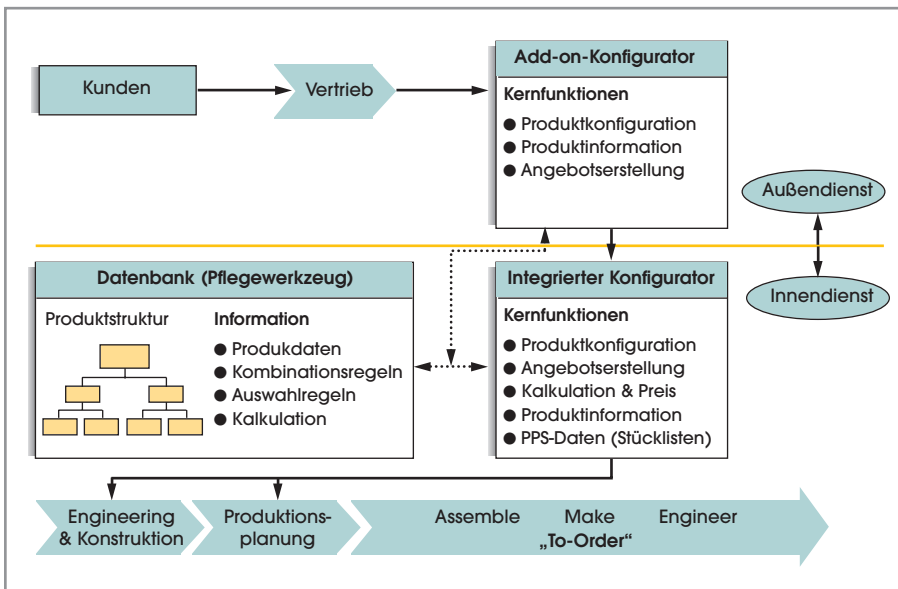 Kunden
Vertrieb
Add-on-Konfigurator
Kernfunktionen
● Produktkonfiguration
● Produktinformation
● Angebotserstellung
Außendienst
Innendienst
Datenbank (Pflegewerkzeug)
Produktstruktur
Information
● Produkdaten
● Kombinationsregeln
● Auswahlregeln
● Kalkulation
Integrierter Konfigurator
Kernfunktionen
● Produktkonfiguration
● Angebotserstellung
● Kalkulation & Preis
● Produktinformation
● PPS-Daten (Stücklisten)
Engineering
& Konstruktion
Produktions-
planung
Assemble Make Engineer
„To-Order“